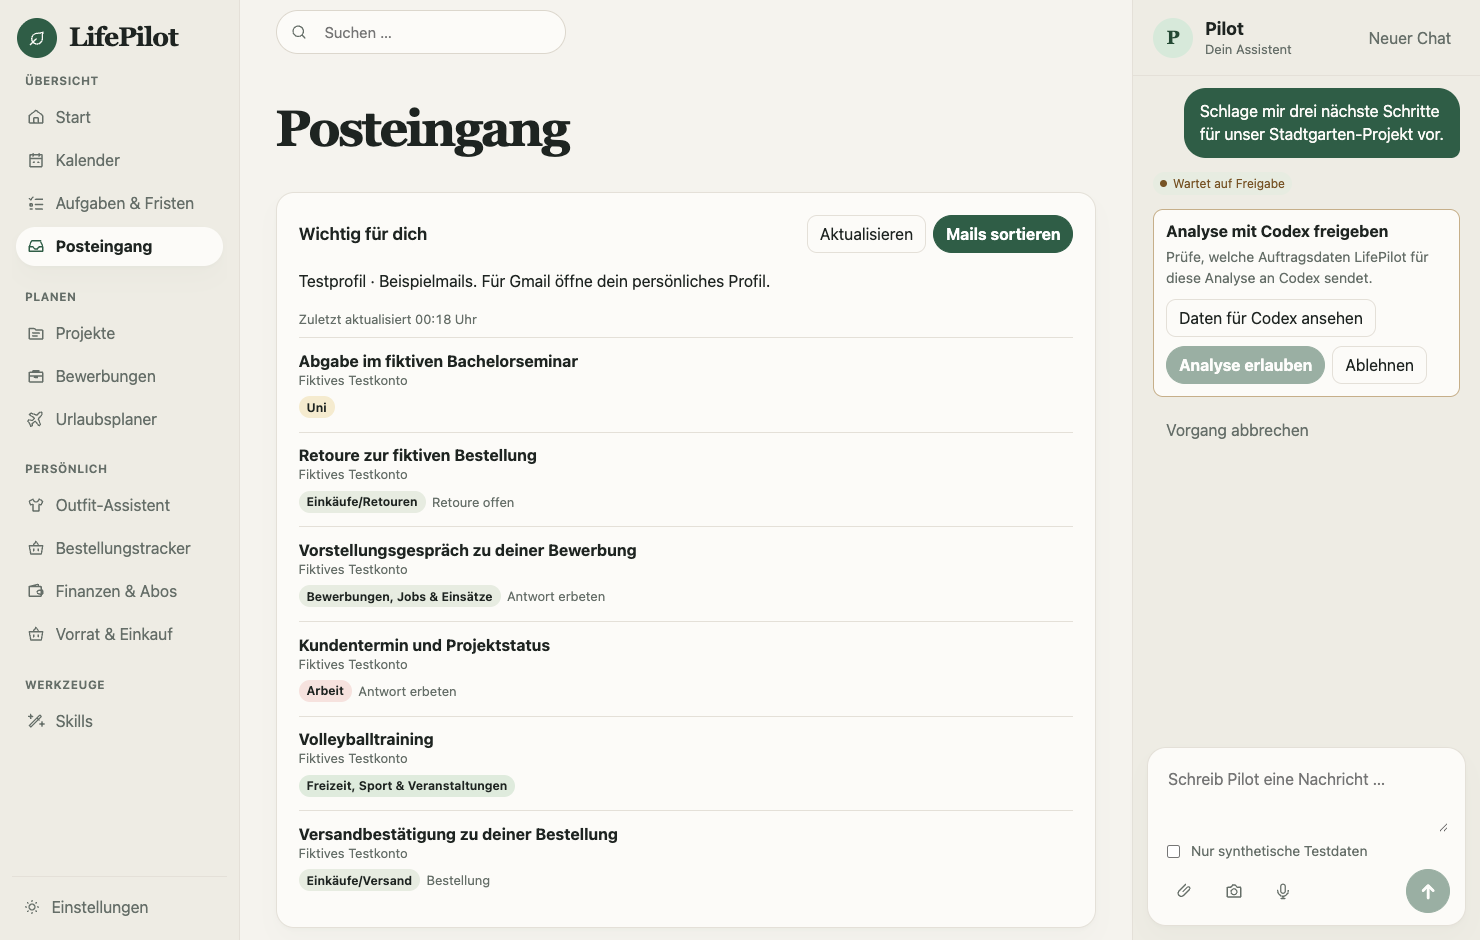 LifePilot
ÜBERSICHT
Start
Kalender
Aufgaben & Fristen
Posteingang
PLANEN
Projekte
Bewerbungen
Urlaubsplaner
PERSÖNLICH
Outfit-Assistent
Bestellungstracker
Finanzen & Abos
Vorrat & Einkauf
WERKZEUGE
Skills
Einstellungen
Suchen ...
Posteingang
Wichtig für dich
Aktualisieren
Mails sortieren
Testprofil · Beispielmails. Für Gmail öffne dein persönliches Profil.
Zuletzt aktualisiert 00:18 Uhr
Abgabe im fiktiven Bachelorseminar
Fiktives Testkonto
Uni
Retoure zur fiktiven Bestellung
Fiktives Testkonto
Einkäufe/Retouren Retoure offen
Vorstellungsgespräch zu deiner Bewerbung
Fiktives Testkonto
Bewerbungen, Jobs & Einsätze Antwort erbeten
Kundentermin und Projektstatus
Fiktives Testkonto
Arbeit Antwort erbeten
Volleyballtraining
Fiktives Testkonto
Freizeit, Sport & Veranstaltungen
Versandbestätigung zu deiner Bestellung
Fiktives Testkonto
Einkäufe/Versand Bestellung
P
Pilot
Dein Assistent
Neuer Chat
Schlage mir drei nächste Schritte
für unser Stadtgarten-Projekt vor.
Wartet auf Freigabe
Analyse mit Codex freigeben
Prüfe, welche Auftragsdaten LifePilot für
diese Analyse an Codex sendet.
Daten für Codex ansehen
Analyse erlauben
Ablehnen
Vorgang abbrechen
Schreib Pilot eine Nachricht ...
Nur synthetische Testdaten